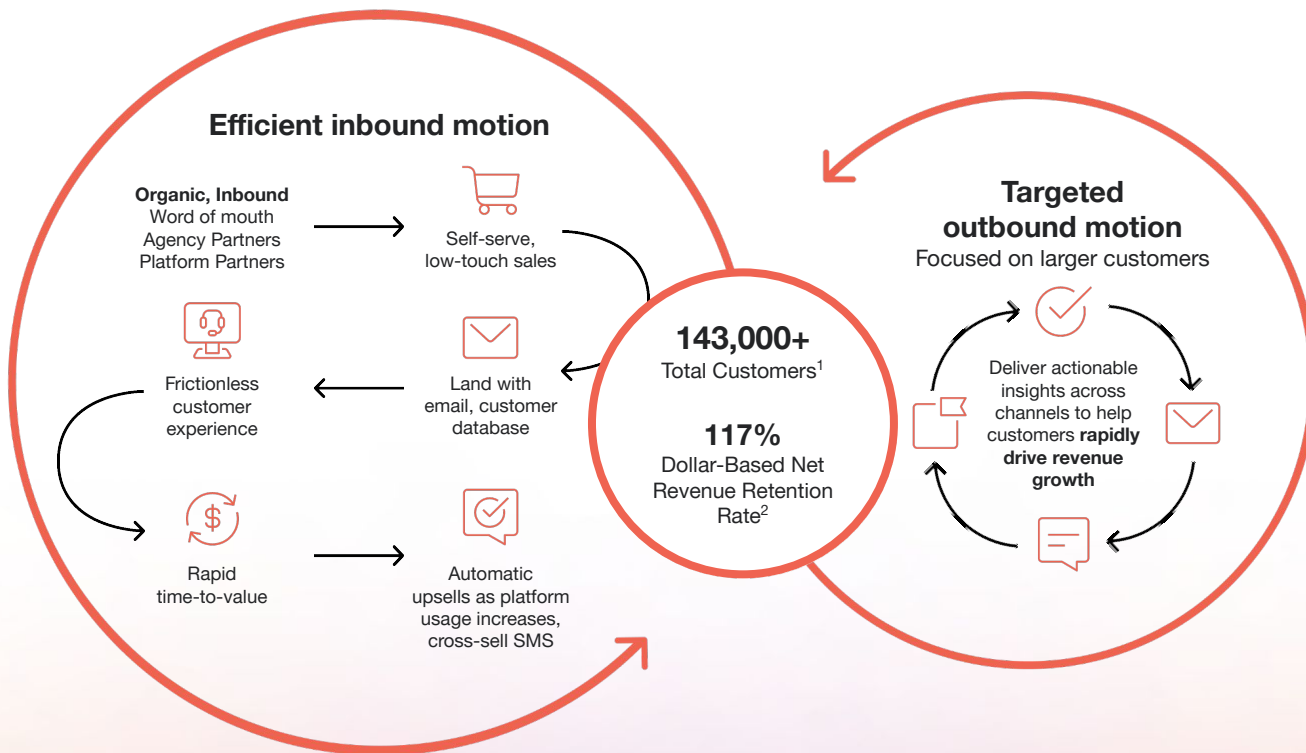 Efficient inbound motion
Organic, Inbound
Word of mouth
Agency Partners
Platform Partners
Self-serve,
low-touch sales
Land with
email, customer
database
Frictionless
customer
experience
$
Rapid
time-to-value
Automatic
upsells as platform
usage increases,
cross-sell SMS
143,000+
Total Customers¹
117%
Dollar-Based Net
Revenue Retention
Rate²
Targeted
outbound motion
Focused on larger customers
Deliver actionable
insights across
channels to help
customers rapidly
drive revenue
growth